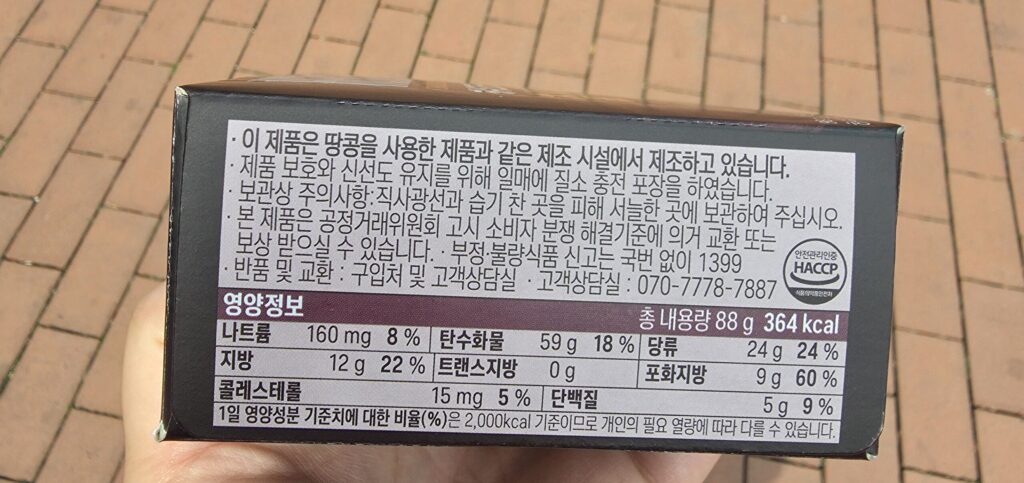 · 이 제품은 땅콩을 사용한 제품과 같은 제조 시설에서 제조하고 있습니다.
· 제품 보호와 신선도 유지를 위해 일매에 질소 충전 포장을 하였습니다.
· 보관상 주의사항: 직사광선과 습기 찬 곳을 피해 서늘한 곳에 보관하여 주십시오.
· 본 제품은 공정거래위원회 고시 소비자 분쟁 해결기준에 의거 교환 또는
보상 받으실 수 있습니다. · 부정·불량식품 신고는 국번 없이 1399
· 반품 및 교환 : 구입처 및 고객상담실 · 고객상담실 : 070-7778-7887
안전관리인증
HACCP
식품의약품안전처
영양정보 총 내용량 88 g 364 kcal
나트륨 160 mg 8 % 탄수화물 59 g 18 % 당류 24 g 24 %
지방 12 g 22 % 트랜스지방 0 g 포화지방 9 g 60 %
콜레스테롤 15 mg 5 % 단백질 5 g 9 %
1일 영양성분 기준치에 대한 비율(%)은 2,000kcal 기준이므로 개인의 필요 열량에 따라 다를 수 있습니다.